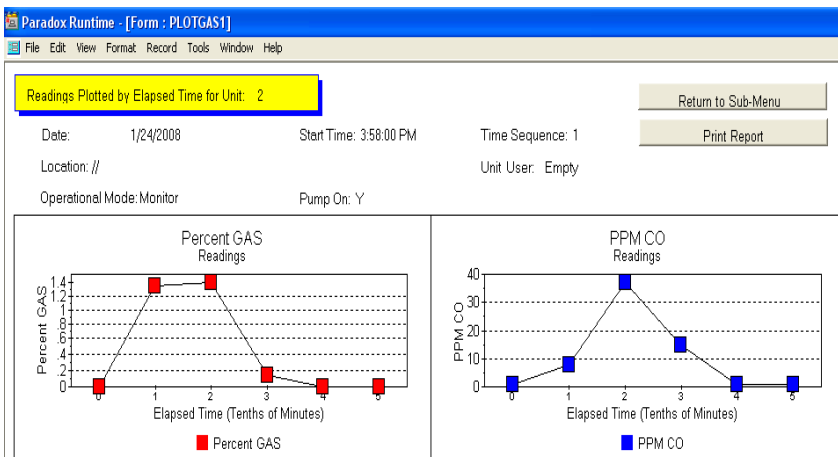 Paradox Runtime - [Form : PLOTGAS1]
File Edit View Format Record Tools Window Help
Readings Plotted by Elapsed Time for Unit: 2
Return to Sub-Menu
Date: 1/24/2008 Start Time: 3:58:00 PM Time Sequence: 1
Print Report
Location: // Unit User: Empty
Operational Mode: Monitor Pump On: Y
Percent GAS
Readings
Percent GAS
1.4
1.2
1
.8
.6
.4
.2
0
0 1 2 3 4 5
Elapsed Time (Tenths of Minutes)
Percent GAS
PPM CO
Readings
PPM CO
40
30
20
10
0
0 1 2 3 4 5
Elapsed Time (Tenths of Minutes)
PPM CO